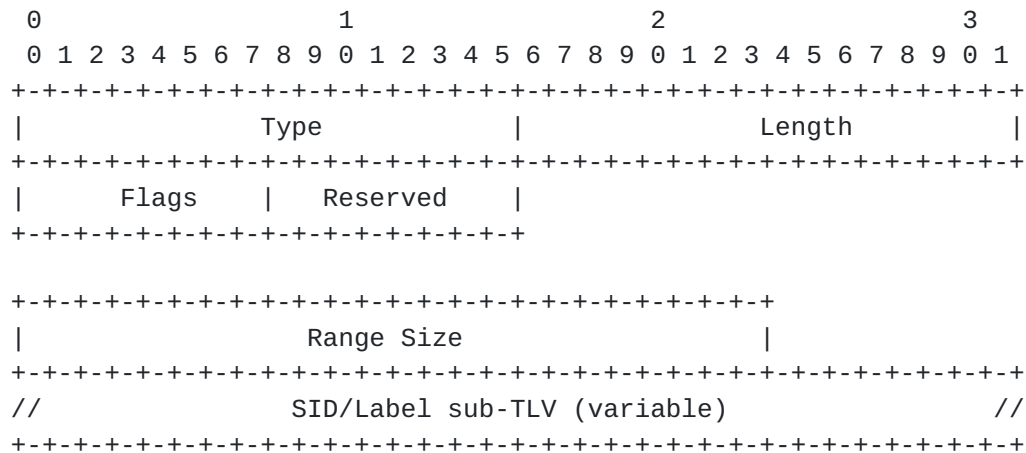 0                   1                   2                   3
 0 1 2 3 4 5 6 7 8 9 0 1 2 3 4 5 6 7 8 9 0 1 2 3 4 5 6 7 8 9 0 1
+-+-+-+-+-+-+-+-+-+-+-+-+-+-+-+-+-+-+-+-+-+-+-+-+-+-+-+-+-+-+-+-+
|               Type            |               Length          |
+-+-+-+-+-+-+-+-+-+-+-+-+-+-+-+-+-+-+-+-+-+-+-+-+-+-+-+-+-+-+-+-+
|      Flags    |   Reserved    |
+-+-+-+-+-+-+-+-+-+-+-+-+-+-+-+-+

+-+-+-+-+-+-+-+-+-+-+-+-+-+-+-+-+-+-+-+-+-+-+-+-+
|                  Range Size                   |
+-+-+-+-+-+-+-+-+-+-+-+-+-+-+-+-+-+-+-+-+-+-+-+-+-+-+-+-+-+-+-+-+
//                SID/Label sub-TLV (variable)                 //
+-+-+-+-+-+-+-+-+-+-+-+-+-+-+-+-+-+-+-+-+-+-+-+-+-+-+-+-+-+-+-+-+